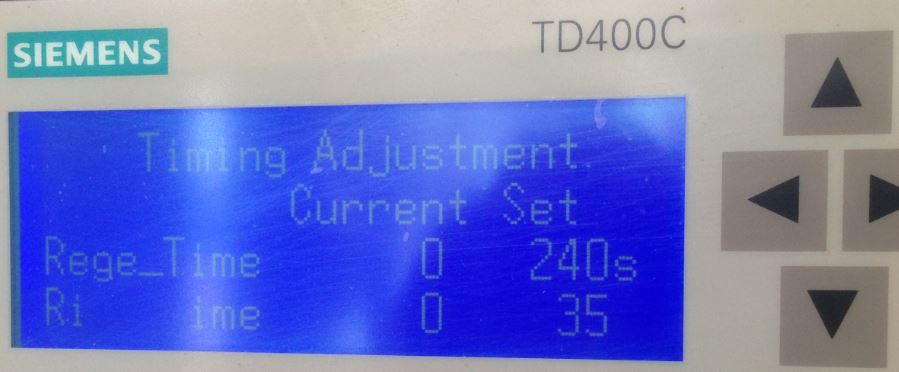 SIEMENS
TD400C
Timing Adjustment
Current Set
Rege_Time 0 240s
0 35